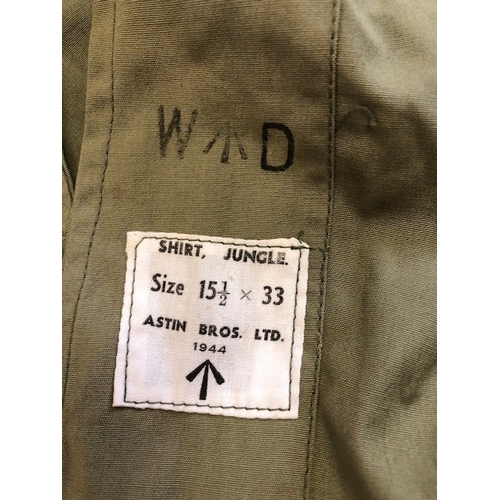 W ↑ D
SHIRT, JUNGLE.
Size 15½ × 33
ASTIN BROS. LTD.
1944
↑